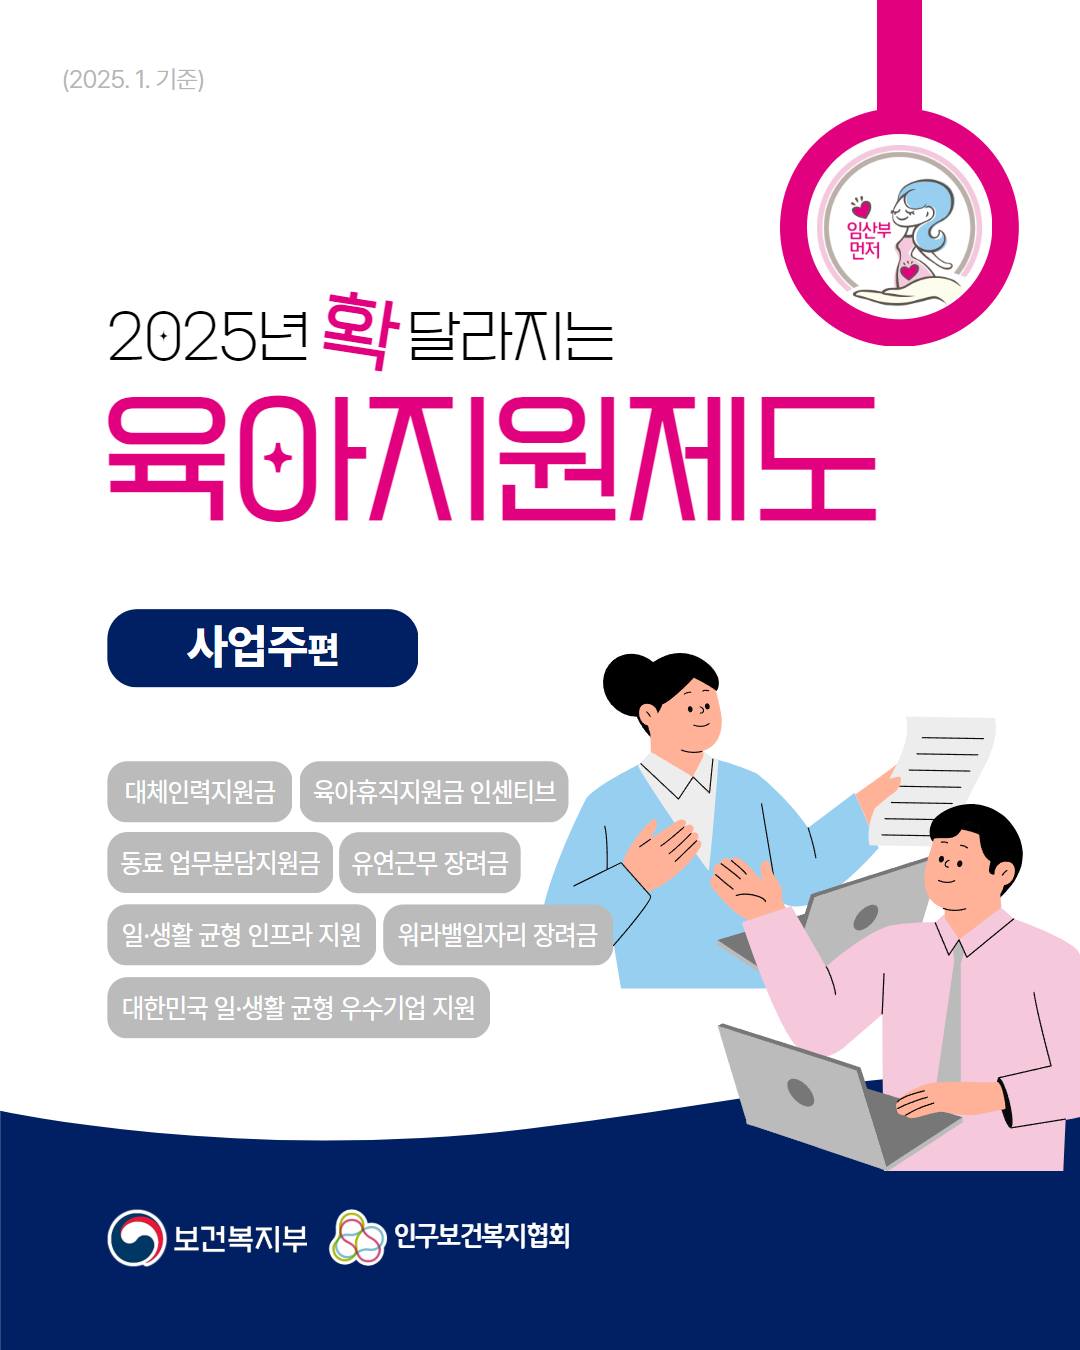 (2025. 1. 기준)
임산부
먼저
2025년 확 달라지는
육아지원제도
사업주편
대체인력지원금 육아휴직지원금 인센티브
동료 업무분담지원금 유연근무 장려금
일·생활 균형 인프라 지원 워라밸일자리 장려금
대한민국 일·생활 균형 우수기업 지원
보건복지부 인구보건복지협회